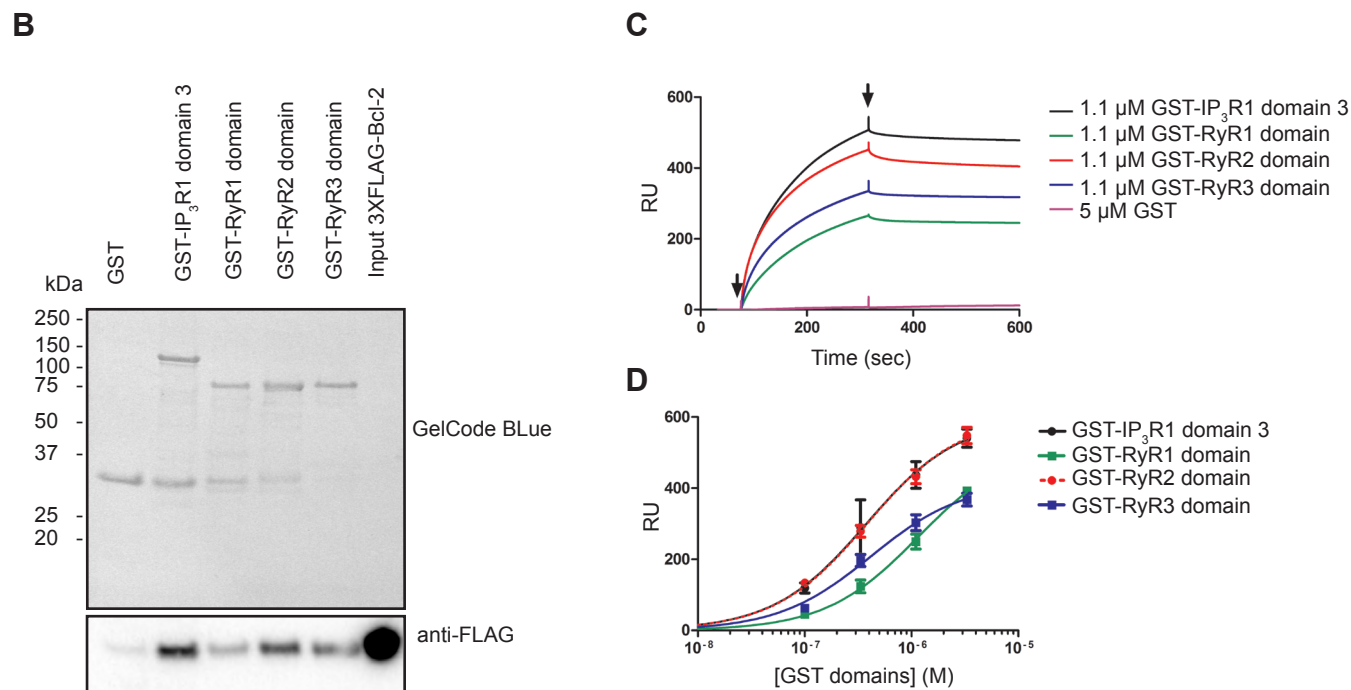 B
GST
GST-IP3R1 domain 3
GST-RyR1 domain
GST-RyR2 domain
GST-RyR3 domain
Input 3XFLAG-Bcl-2
kDa
250 -
150 -
100 -
75 -
50 -
37 -
25 -
20 -
GelCode BLue
anti-FLAG
C
600
400
200
0
RU
0 200 400 600
Time (sec)
1.1 µM GST-IP3R1 domain 3
1.1 µM GST-RyR1 domain
1.1 µM GST-RyR2 domain
1.1 µM GST-RyR3 domain
5 µM GST
D
600
400
200
0
RU
10-8 10-7 10-6 10-5
[GST domains] (M)
GST-IP3R1 domain 3
GST-RyR1 domain
GST-RyR2 domain
GST-RyR3 domain